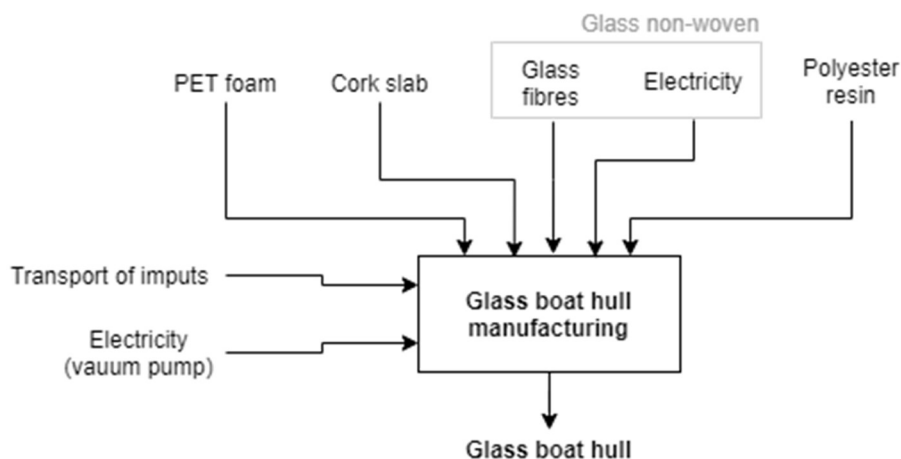 Glass non-woven
PET foam
Cork slab
Glass
fibres
Electricity
Polyester
resin
Transport of imputs
Electricity
(vauum pump)
Glass boat hull
manufacturing
Glass boat hull